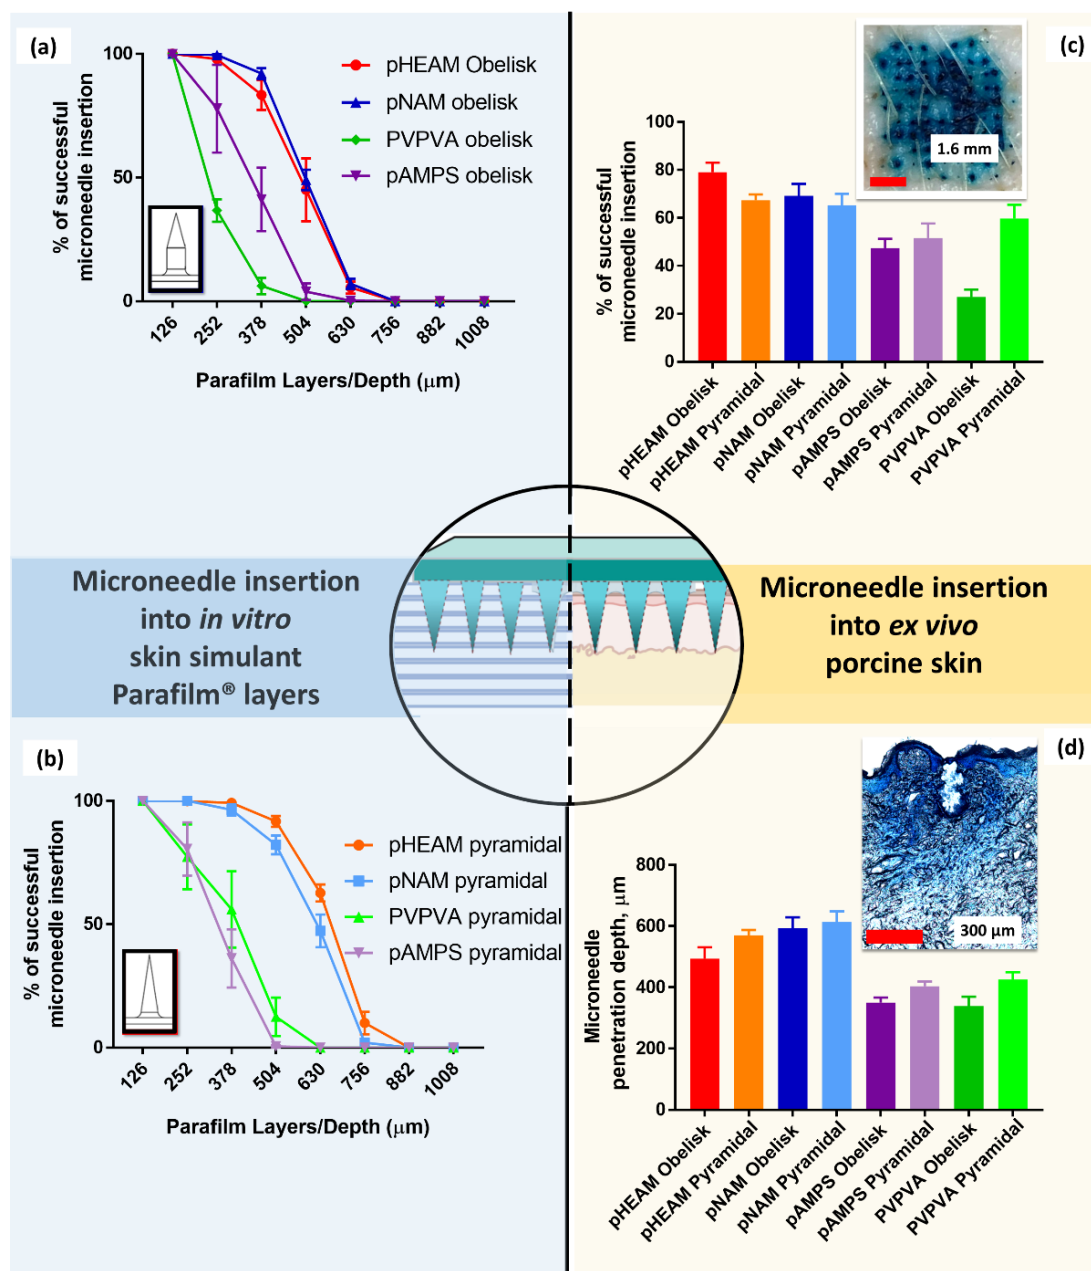 (a)
100
50
0
% of successful
microneedle insertion
pHEAM Obelisk
pNAM obelisk
PVPVA obelisk
pAMPS obelisk
126
252
378
504
630
756
882
1008
Parafilm Layers/Depth (μm)
(c)
1.6 mm
100
80
60
40
20
0
% of successful
microneedle insertion
pHEAM Obelisk
pHEAM Pyramidal
pNAM Obelisk
pNAM Pyramidal
pAMPS Obelisk
pAMPS Pyramidal
PVPVA Obelisk
PVPVA Pyramidal
Microneedle insertion
into in vitro
skin simulant
Parafilm® layers
Microneedle insertion
into ex vivo
porcine skin
(b)
100
50
0
% of successful
microneedle insertion
pHEAM pyramidal
pNAM pyramidal
PVPVA pyramidal
pAMPS pyramidal
126
252
378
504
630
756
882
1008
Parafilm Layers/Depth (μm)
(d)
300 μm
800
600
400
200
0
Microneedle
penetration depth, μm
pHEAM Obelisk
pHEAM Pyramidal
pNAM Obelisk
pNAM Pyramidal
pAMPS Obelisk
pAMPS Pyramidal
PVPVA Obelisk
PVPVA Pyramidal